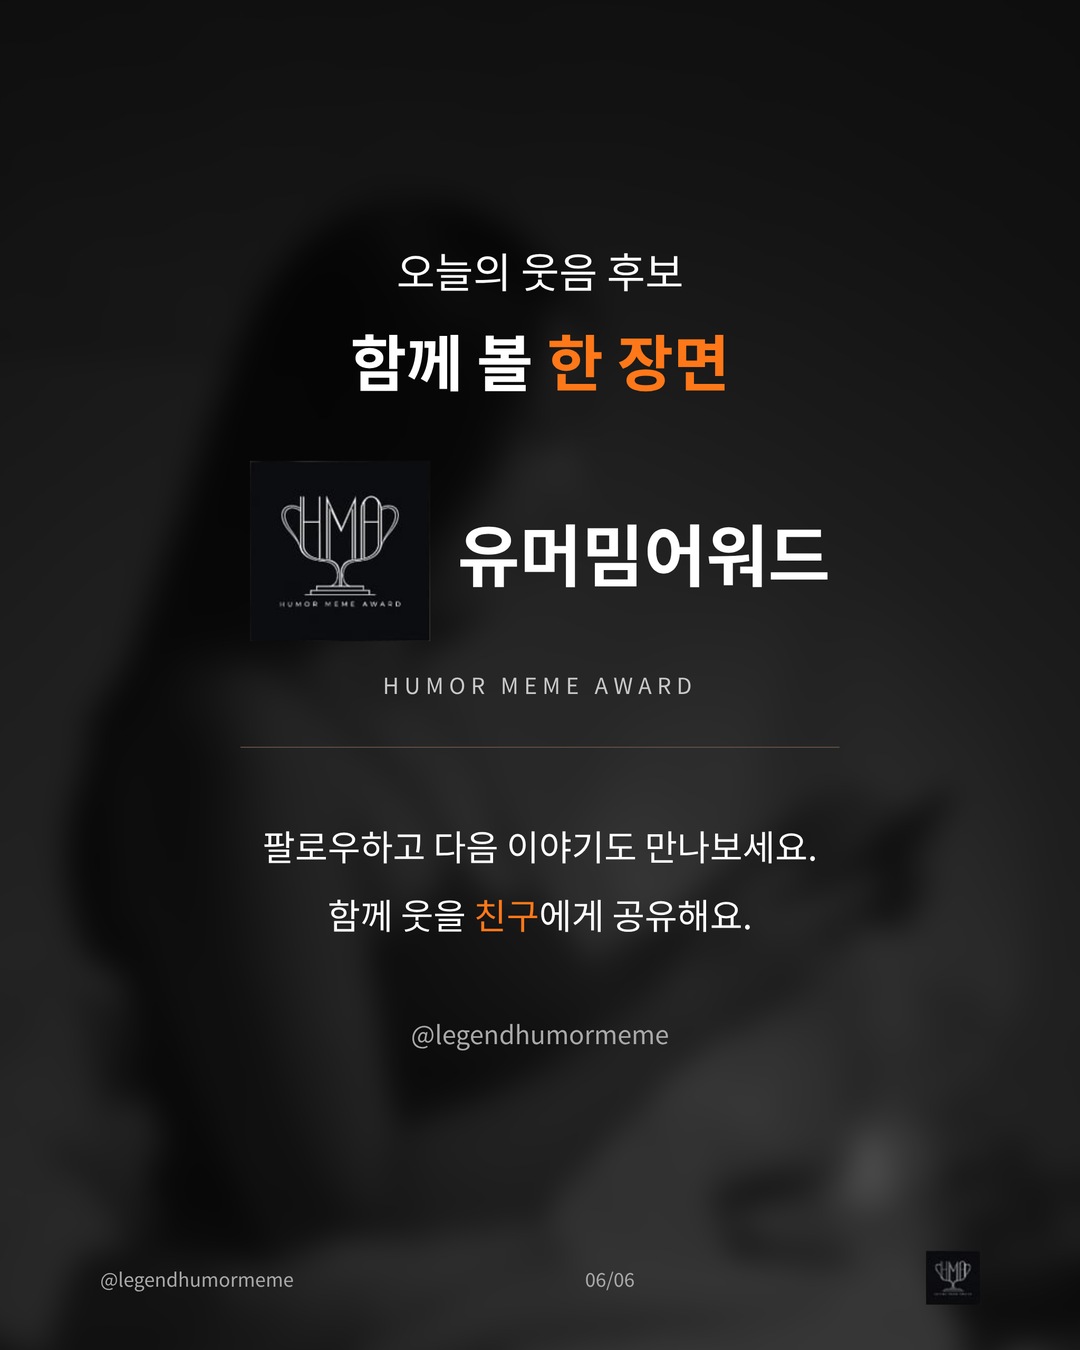 오늘의 웃음 후보
함께 볼 한 장면
HMA
HUMOR MEME AWARD
유머밈어워드
HUMOR MEME AWARD
팔로우하고 다음 이야기도 만나보세요.
함께 웃을 친구에게 공유해요.
@legendhumormeme
@legendhumormeme
06/06
HMA